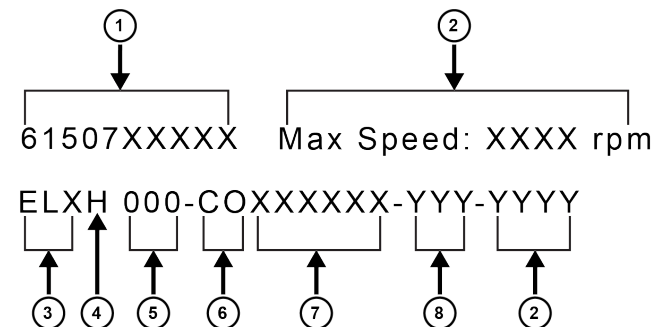 1 2
61507XXXXX Max Speed: XXXX rpm
ELXH 000-COXXXXXX-YYY-YYYY
3 4 5 6 7 8 2